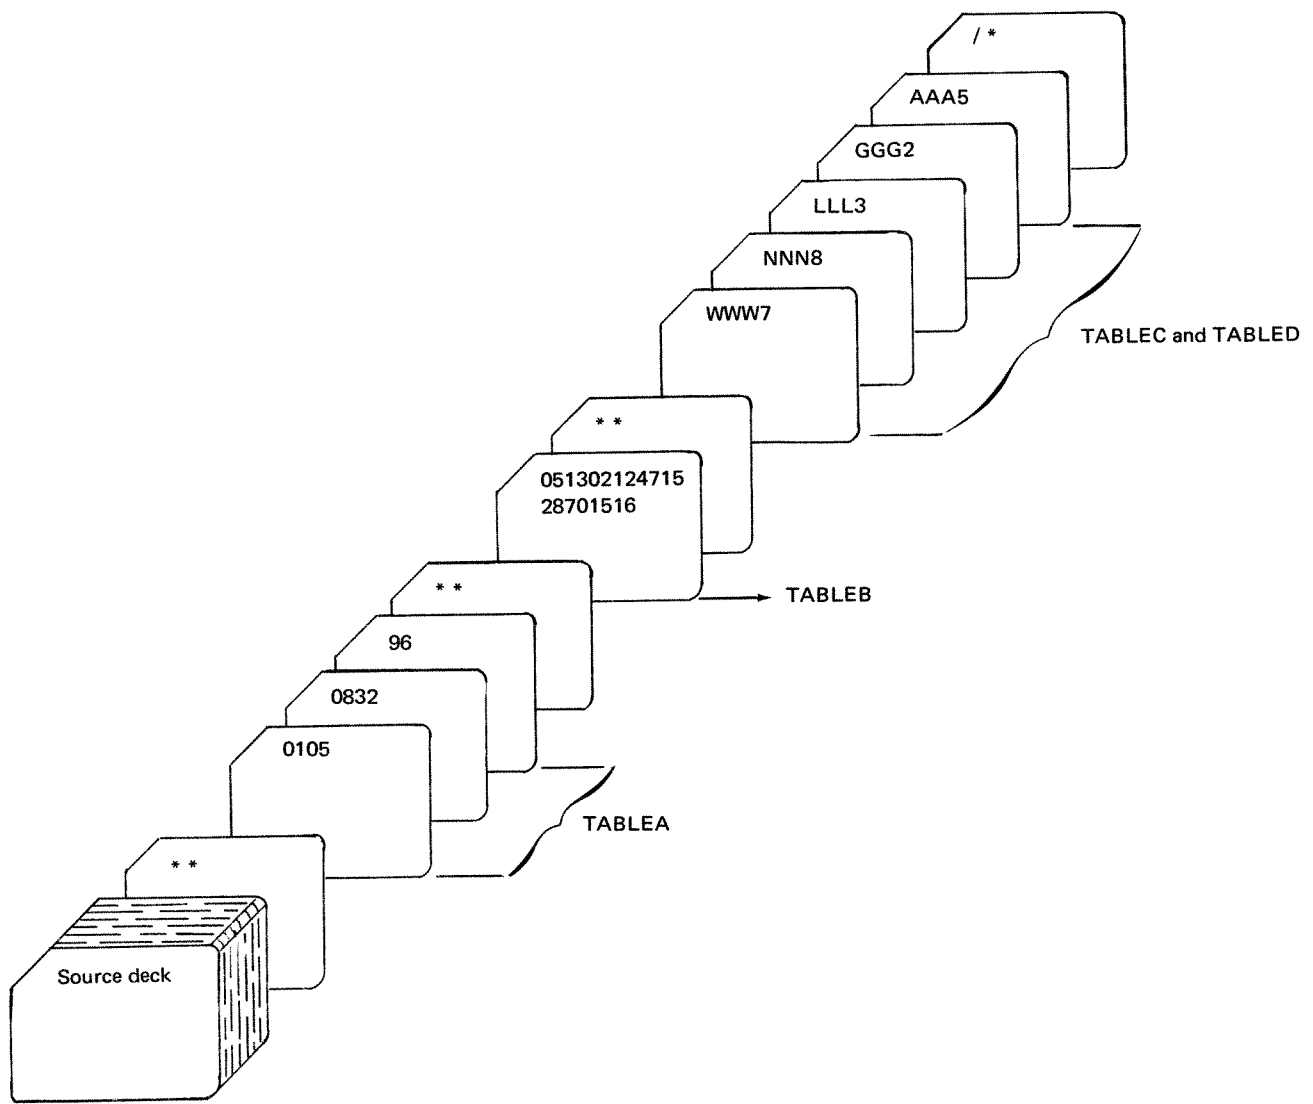 / *
AAA5
GGG2
LLL3
NNN8
WWW7
TABLEC and TABLED
* *
051302124715
28701516
TABLEB
* *
96
0832
0105
TABLEA
* *
Source deck